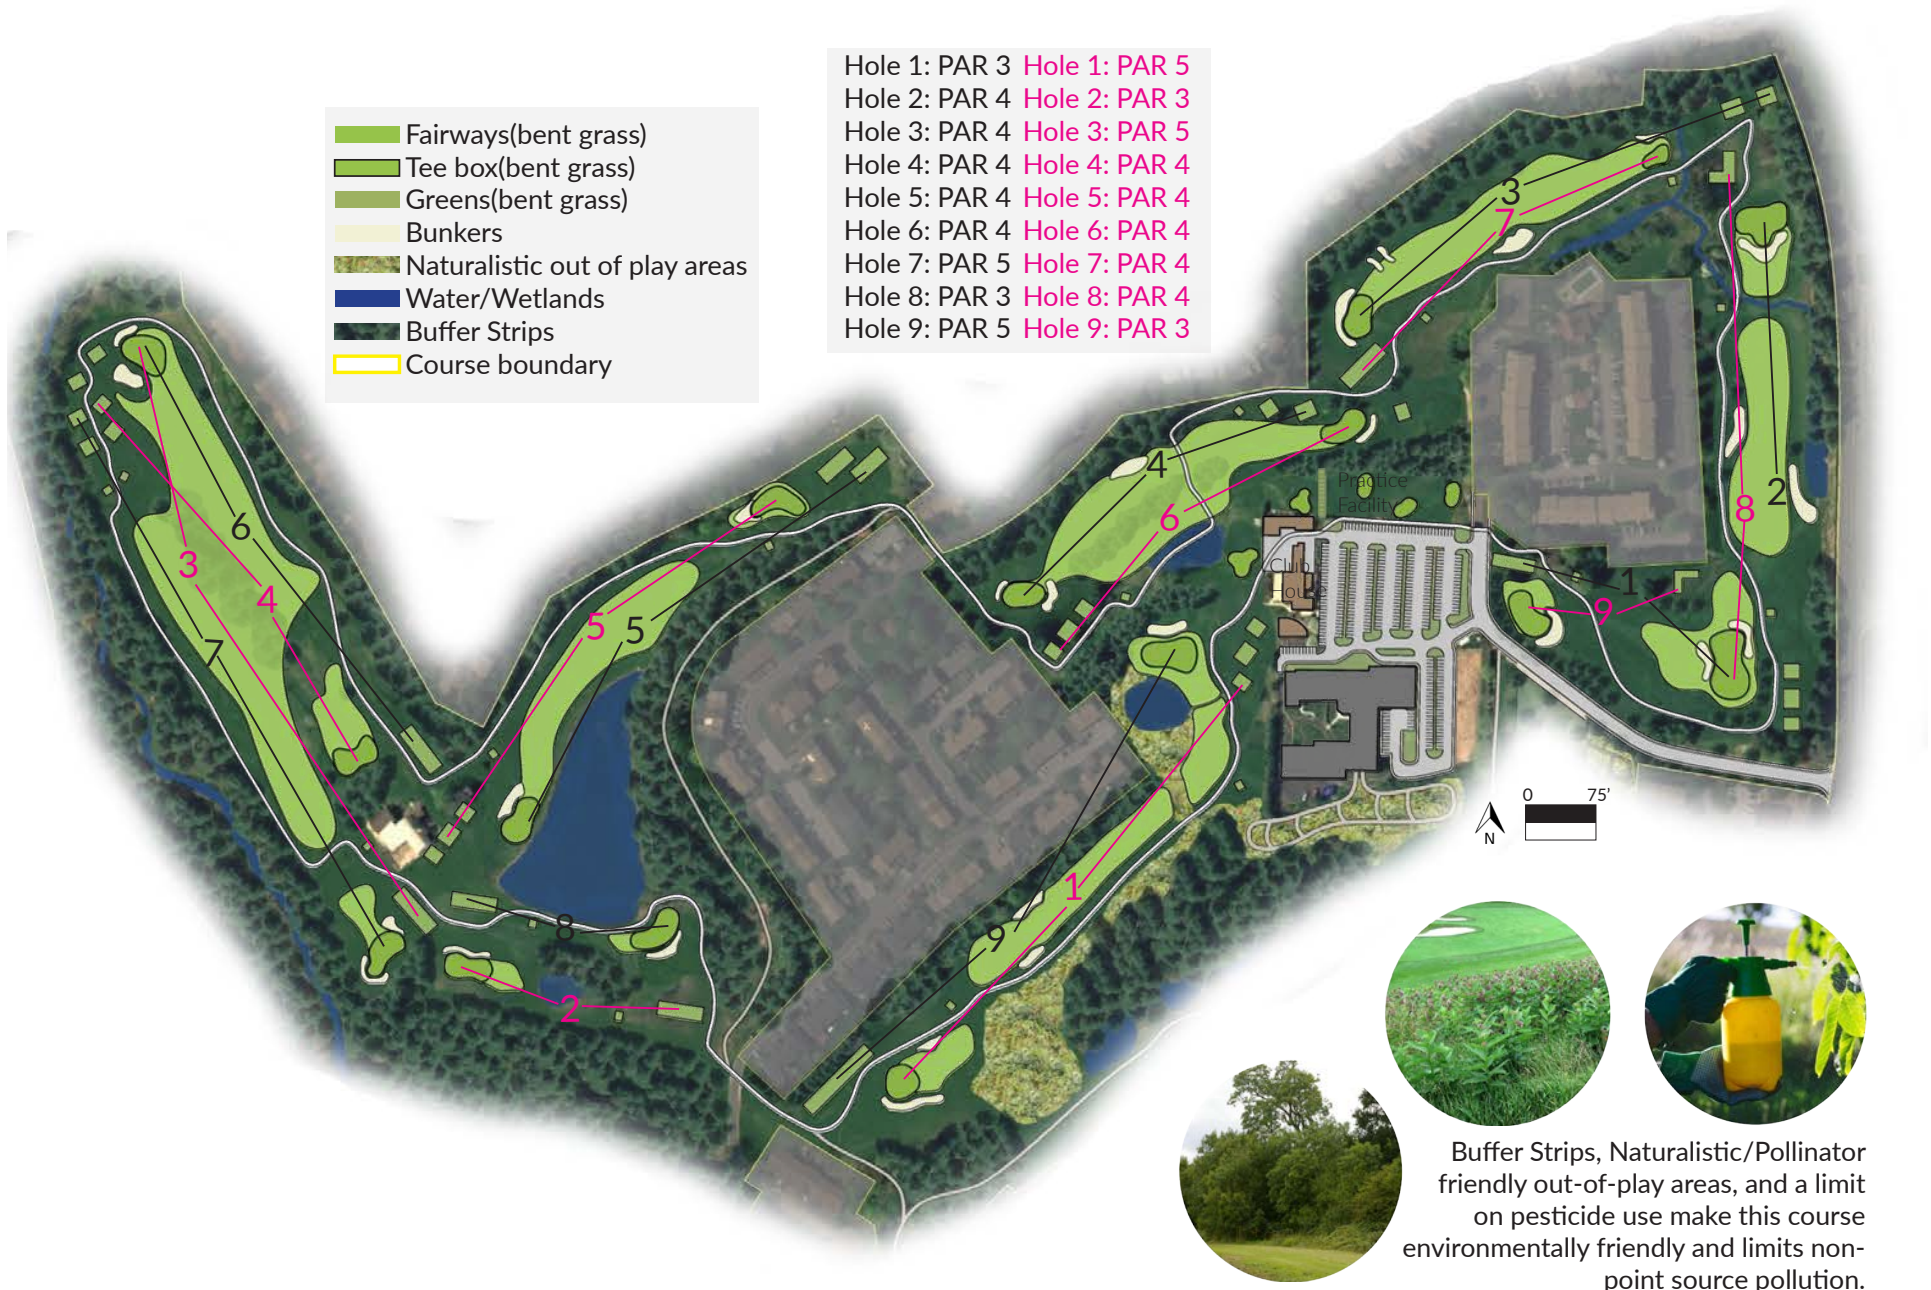 Hole 1: PAR 3 Hole 1: PAR 5
Hole 2: PAR 4 Hole 2: PAR 3
Hole 3: PAR 4 Hole 3: PAR 5
Hole 4: PAR 4 Hole 4: PAR 4
Hole 5: PAR 4 Hole 5: PAR 4
Hole 6: PAR 4 Hole 6: PAR 4
Hole 7: PAR 5 Hole 7: PAR 4
Hole 8: PAR 3 Hole 8: PAR 4
Hole 9: PAR 5 Hole 9: PAR 3
Fairways(bent grass)
Tee box(bent grass)
Greens(bent grass)
Bunkers
Naturalistic out of play areas
Water/Wetlands
Buffer Strips
Course boundary
3
7
4
6
Practice
Facility
2
8
Club
House
1
9
6
3
4
7
5
5
8
2
1
9
0 75'
N
Buffer Strips, Naturalistic/Pollinator
friendly out-of-play areas, and a limit
on pesticide use make this course
environmentally friendly and limits non-
point source pollution.